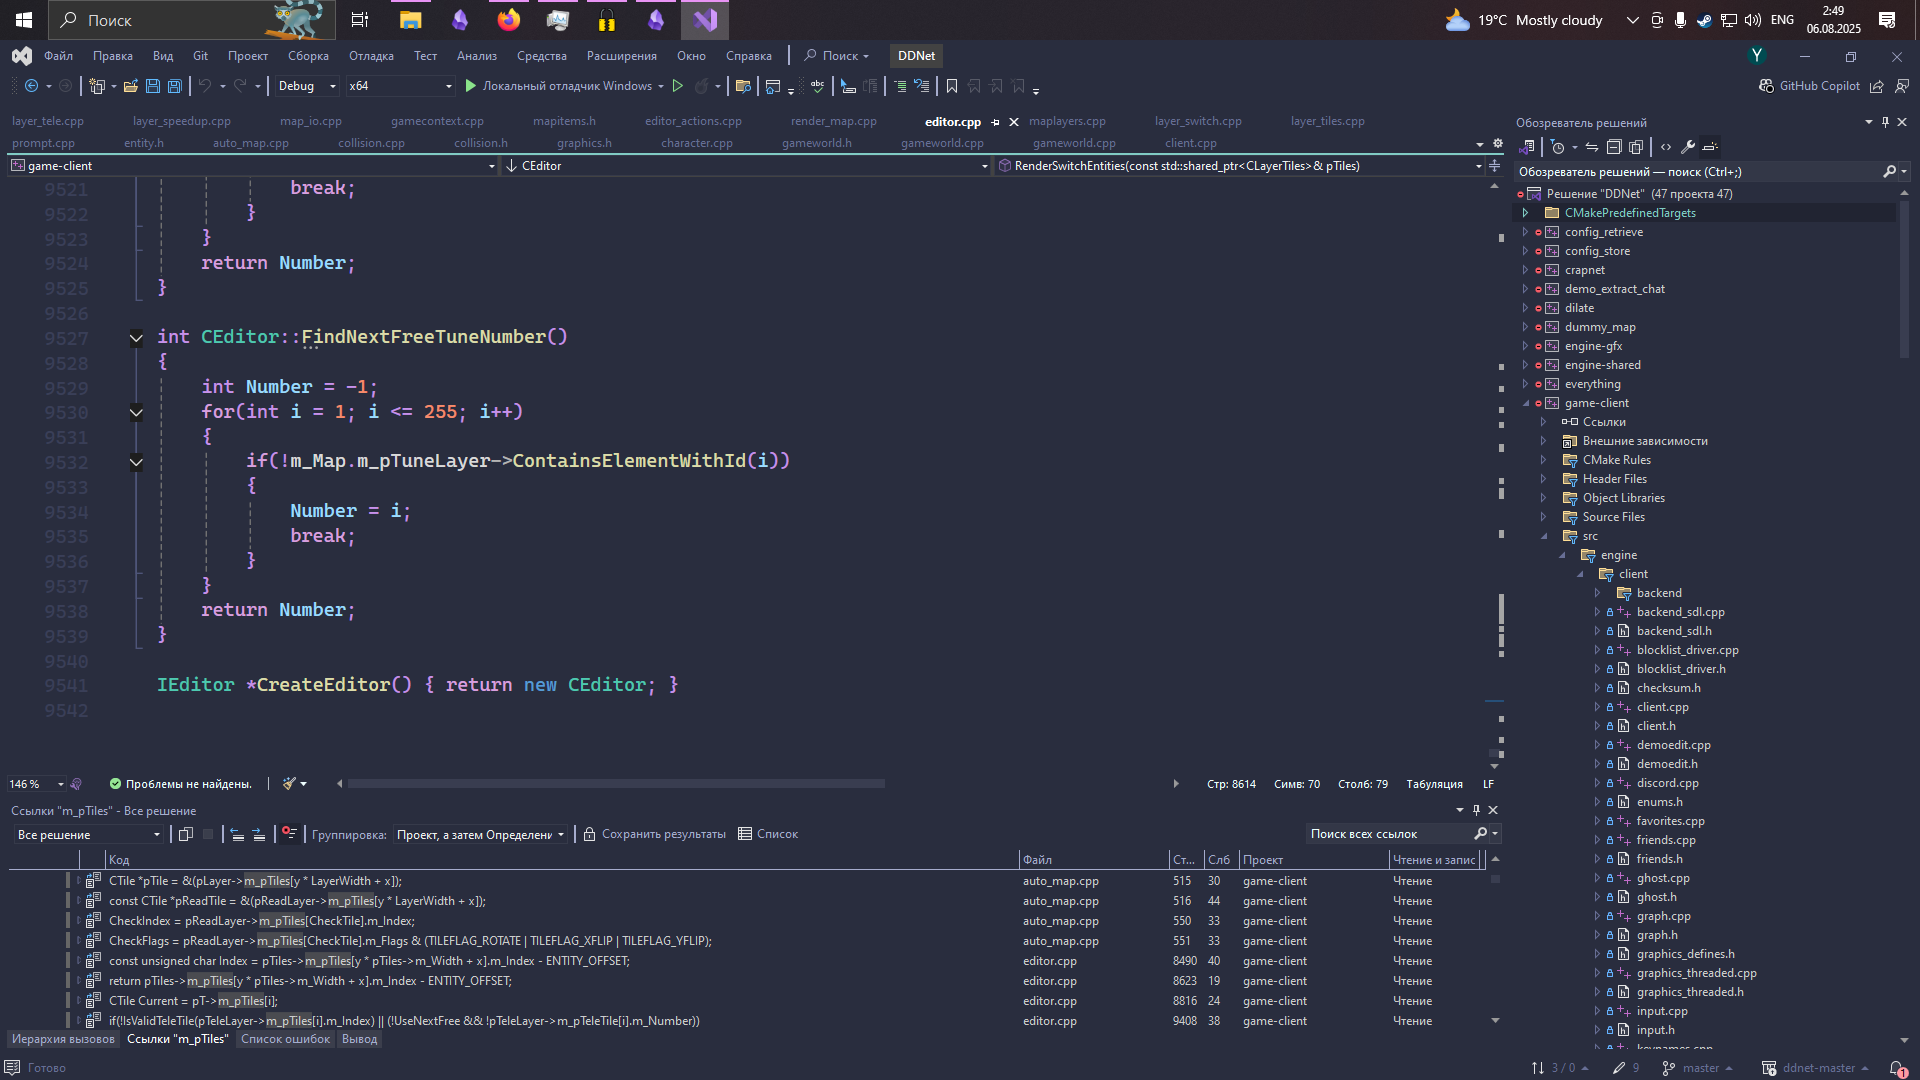 Поиск
19°C Mostly cloudy
ENG
2:49
06.08.2025
Файл Правка Вид Git Проект Сборка Отладка Тест Анализ Средства Расширения Окно Справка Поиск DDNet
Y
Debug x64 Локальный отладчик Windows
GitHub Copilot
layer_tele.cpp layer_speedup.cpp map_io.cpp gamecontext.cpp mapitems.h editor_actions.cpp render_map.cpp editor.cpp maplayers.cpp layer_switch.cpp layer_tiles.cpp
prompt.cpp entity.h auto_map.cpp collision.cpp collision.h graphics.h character.cpp gameworld.h gameworld.cpp gameworld.cpp client.cpp
game-client CEditor RenderSwitchEntities(const std::shared_ptr<CLayerTiles> & pTiles)
9521 break;
9522 }
9523 }
9524 return Number;
9525 }
9526
9527 int CEditor::FindNextFreeTuneNumber()
9528 {
9529 int Number = -1;
9530 for(int i = 1; i <= 255; i++)
9531 {
9532 if(!m_Map.m_pTuneLayer->ContainsElementWithId(i))
9533 {
9534 Number = i;
9535 break;
9536 }
9537 }
9538 return Number;
9539 }
9540
9541 IEditor *CreateEditor() { return new CEditor; }
9542
146 % Проблемы не найдены. Стр: 8614 Симв: 70 Столб: 79 Табуляция LF
Ссылки "m_pTiles" - Все решение
Все решение Группировка: Проект, а затем Определени Сохранить результаты Список Поиск всех ссылок
Код Файл Ст... Слб Проект Чтение и запис
CTile *pTile = &(pLayer->m_pTiles[y * LayerWidth + x]); auto_map.cpp 515 30 game-client Чтение
const CTile *pReadTile = &(pReadLayer->m_pTiles[y * LayerWidth + x]); auto_map.cpp 516 44 game-client Чтение
CheckIndex = pReadLayer->m_pTiles[CheckTile].m_Index; auto_map.cpp 550 33 game-client Чтение
CheckFlags = pReadLayer->m_pTiles[CheckTile].m_Flags & (TILEFLAG_ROTATE | TILEFLAG_XFLIP | TILEFLAG_YFLIP); auto_map.cpp 551 33 game-client Чтение
const unsigned char Index = pTiles->m_pTiles[y * pTiles->m_Width + x].m_Index - ENTITY_OFFSET; editor.cpp 8490 40 game-client Чтение
return pTiles->m_pTiles[y * pTiles->m_Width + x].m_Index - ENTITY_OFFSET; editor.cpp 8623 19 game-client Чтение
CTile Current = pT->m_pTiles[i]; editor.cpp 8816 24 game-client Чтение
if(!IsValidTeleTile(pTeleLayer->m_pTiles[i].m_Index) || (!UseNextFree && !pTeleLayer->m_pTeleTile[i].m_Number)) editor.cpp 9408 38 game-client Чтение
Иерархия вызовов Ссылки "m_pTiles" Список ошибок Вывод
Обозреватель решений
Обозреватель решений — поиск (Ctrl+;)
Решение "DDNet" (47 проекта 47)
CMakePredefinedTargets
config_retrieve
config_store
crapnet
demo_extract_chat
dilate
dummy_map
engine-gfx
engine-shared
everything
game-client
Ссылки
Внешние зависимости
CMake Rules
Header Files
Object Libraries
Source Files
src
engine
client
backend
backend_sdl.cpp
backend_sdl.h
blocklist_driver.cpp
blocklist_driver.h
checksum.h
client.cpp
client.h
demoedit.cpp
demoedit.h
discord.cpp
enums.h
favorites.cpp
friends.cpp
friends.h
ghost.cpp
ghost.h
graph.cpp
graph.h
graphics_defines.h
graphics_threaded.cpp
graphics_threaded.h
input.cpp
input.h
keynames.cpp
Готово 3 / 0 9 master ddnet-master 1